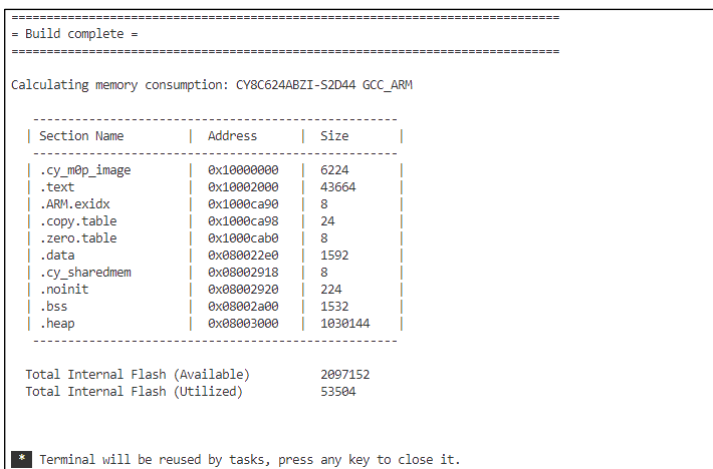 ==============================================================================
= Build complete =
==============================================================================
Calculating memory consumption: CY8C624ABZI-S2D44 GCC_ARM
----------------------------------------------------
| Section Name | Address | Size |
----------------------------------------------------
| .cy_m0p_image | 0x10000000 | 6224 |
| .text | 0x10002000 | 43664 |
| .ARM.exidx | 0x1000ca90 | 8 |
| .copy.table | 0x1000ca98 | 24 |
| .zero.table | 0x1000cab0 | 8 |
| .data | 0x080022e0 | 1592 |
| .cy_sharedmem | 0x08002918 | 8 |
| .noinit | 0x08002920 | 224 |
| .bss | 0x08002a00 | 1532 |
| .heap | 0x08003000 | 1030144 |
----------------------------------------------------
Total Internal Flash (Available) 2097152
Total Internal Flash (Utilized) 53504
* Terminal will be reused by tasks, press any key to close it.